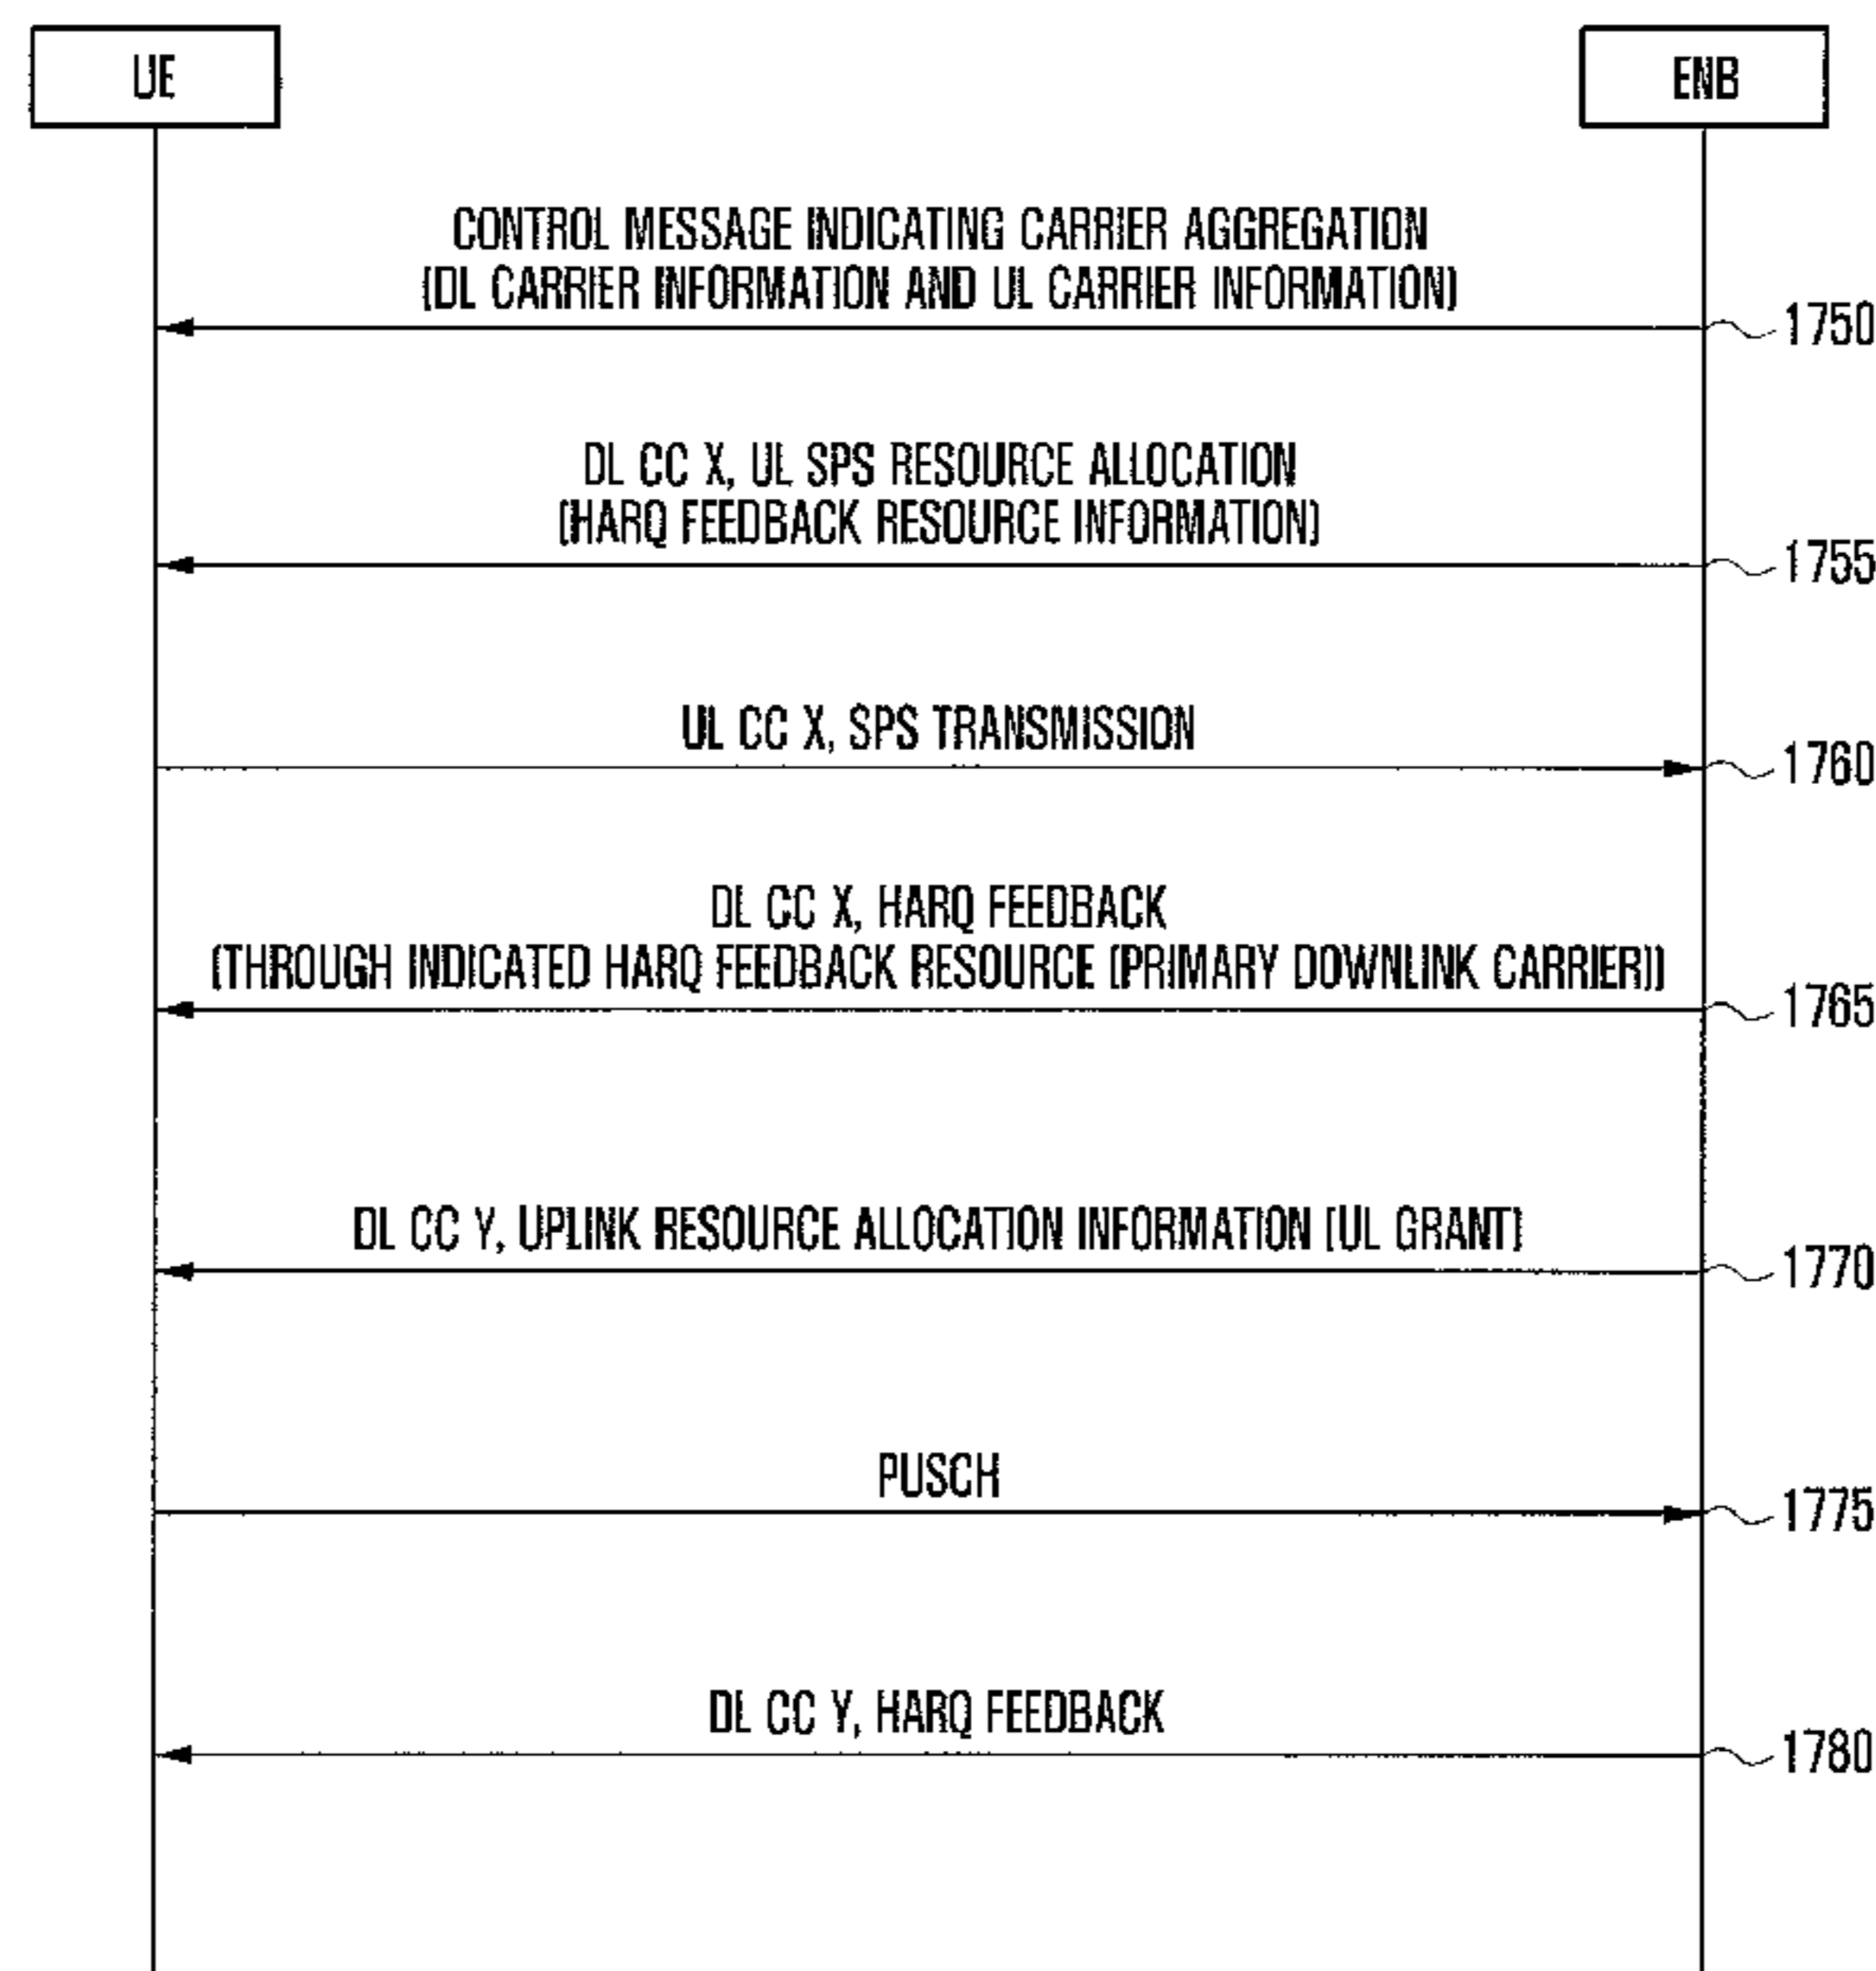 UE
ENB
CONTROL MESSAGE INDICATING CARRIER AGGREGATION
(DL CARRIER INFORMATION AND UL CARRIER INFORMATION)
1750
DL CC X, UL SPS RESOURCE ALLOCATION
(HARQ FEEDBACK RESOURCE INFORMATION)
1755
UL CC X, SPS TRANSMISSION
1760
DL CC X, HARQ FEEDBACK
(THROUGH INDICATED HARQ FEEDBACK RESOURCE (PRIMARY DOWNLINK CARRIER))
1765
DL CC Y, UPLINK RESOURCE ALLOCATION INFORMATION (UL GRANT)
1770
PUSCH
1775
DL CC Y, HARQ FEEDBACK
1780